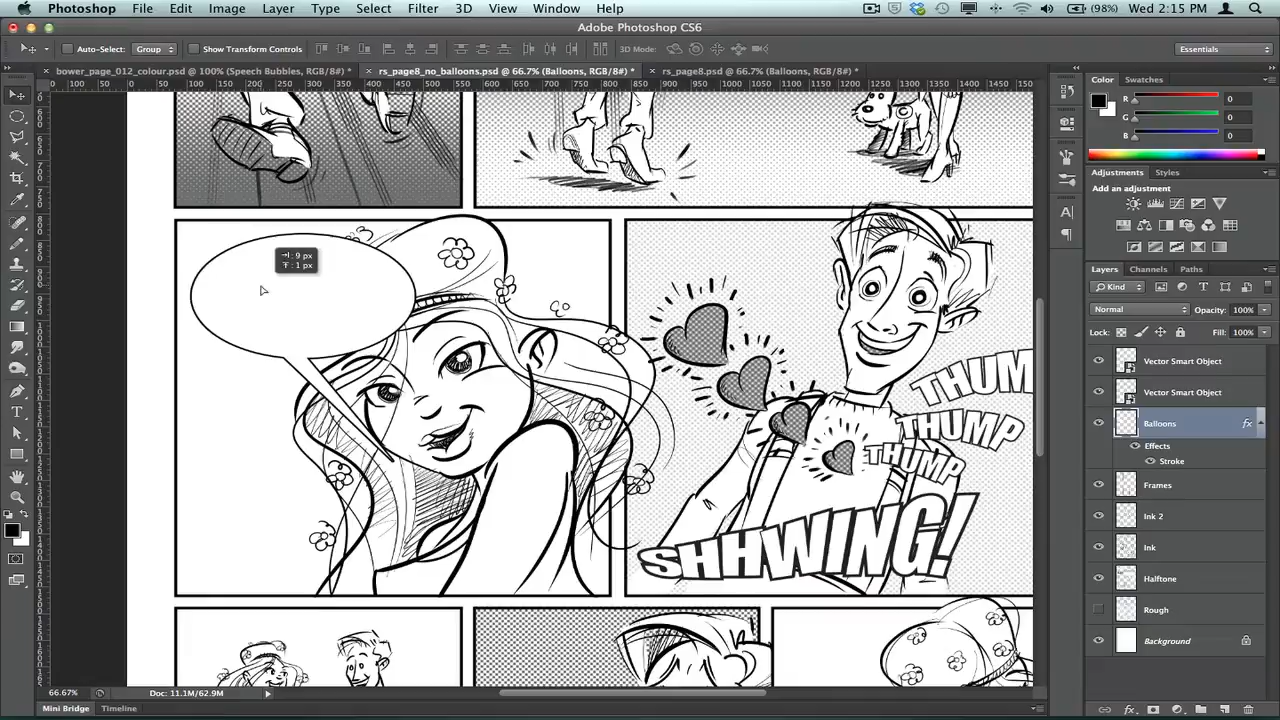 Photoshop File Edit Image Layer Type Select Filter 3D View Window Help (98%) Wed 2:15 PM
Adobe Photoshop CS6
Auto-Select: Group Show Transform Controls 3D Mode: Essentials
bower_page_012_colour.psd @ 100% (Speech Bubbles, RGB/8#) * rs_page8_no_balloons.psd @ 66.7% (Balloons, RGB/8#) * rs_page8.psd @ 66.7% (Balloons, RGB/8#) *
Color Swatches
R 0
G 0
B 0
Adjustments Styles
Add an adjustment
Layers Channels Paths
Kind
Normal Opacity: 100%
Lock: Fill: 100%
Vector Smart Object
Vector Smart Object
Balloons fx
Effects
Stroke
Frames
Ink 2
Ink
Halftone
Rough
Background
: 9 px
: 1 px
THUM
THUMP
THUMP
SHHWING!
66.67% Doc: 11.1M/62.9M
Mini Bridge Timeline